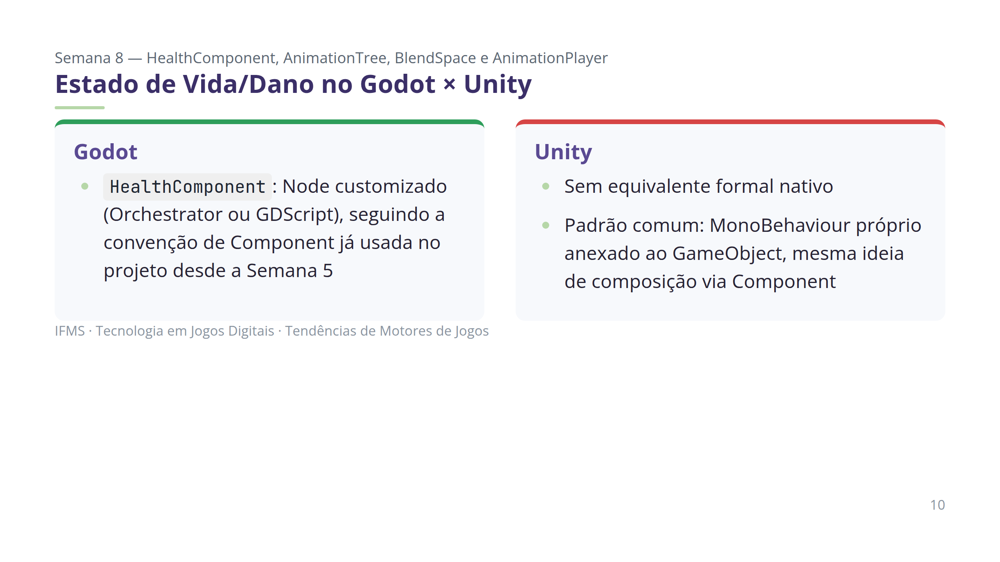 Semana 8 — HealthComponent, AnimationTree, BlendSpace e AnimationPlayer
Estado de Vida/Dano no Godot × Unity
Godot
HealthComponent: Node customizado
(Orchestrator ou GDScript), seguindo a
convenção de Component já usada no
projeto desde a Semana 5
Unity
Sem equivalente formal nativo
Padrão comum: MonoBehaviour próprio
anexado ao GameObject, mesma ideia
de composição via Component
IFMS · Tecnologia em Jogos Digitais · Tendências de Motores de Jogos
10